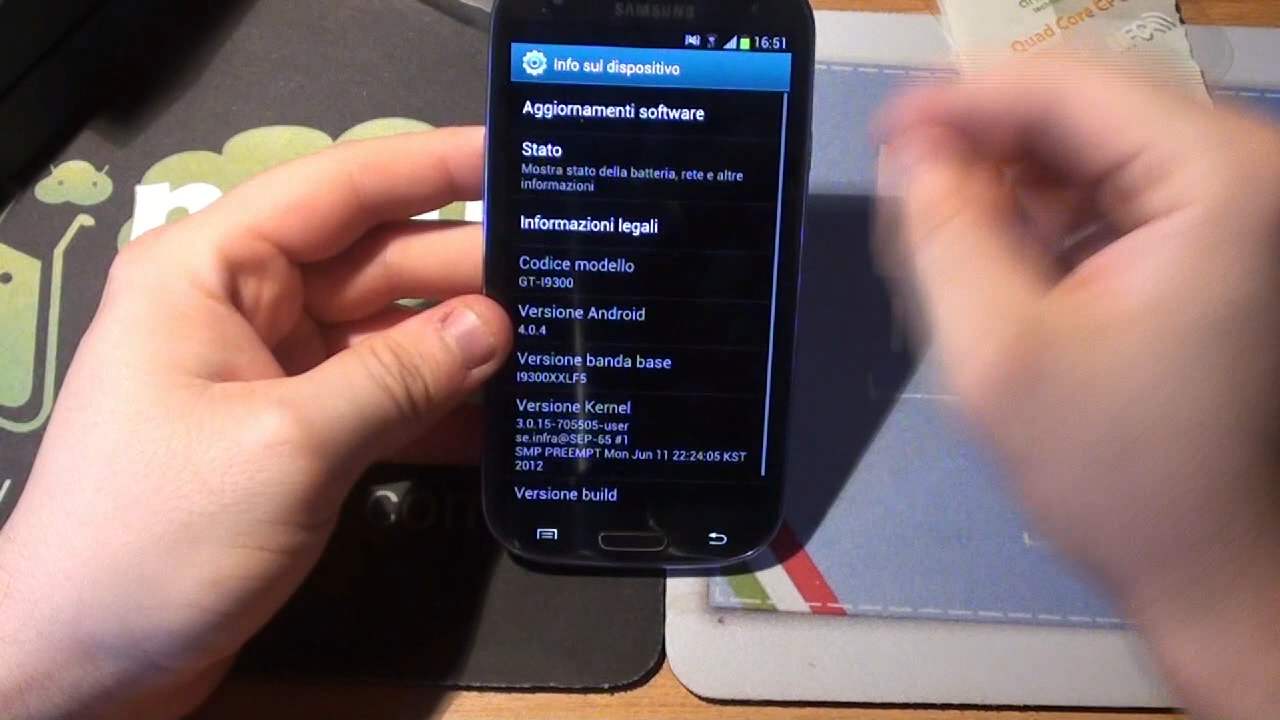 SAMSUNG
16:51
Info sul dispositivo
Aggiornamenti software
Stato
Mostra stato della batteria, rete e altre
informazioni
Informazioni legali
Codice modello
GT-I9300
Versione Android
4.0.4
Versione banda base
I9300XXLF5
Versione Kernel
3.0.15-705505-user
se.infra@SEP-65 #1
SMP PREEMPT Mon Jun 11 22:24:05 KST
2012
Versione build
Quad Core